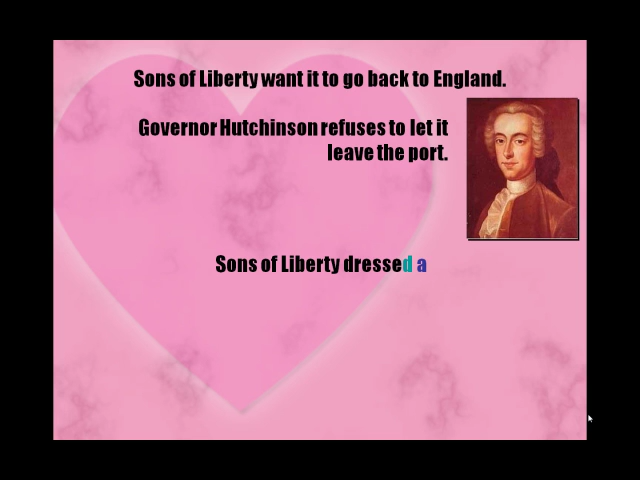 Sons of Liberty want it to go back to England.
Governor Hutchinson refuses to let it
leave the port.
Sons of Liberty dressed a